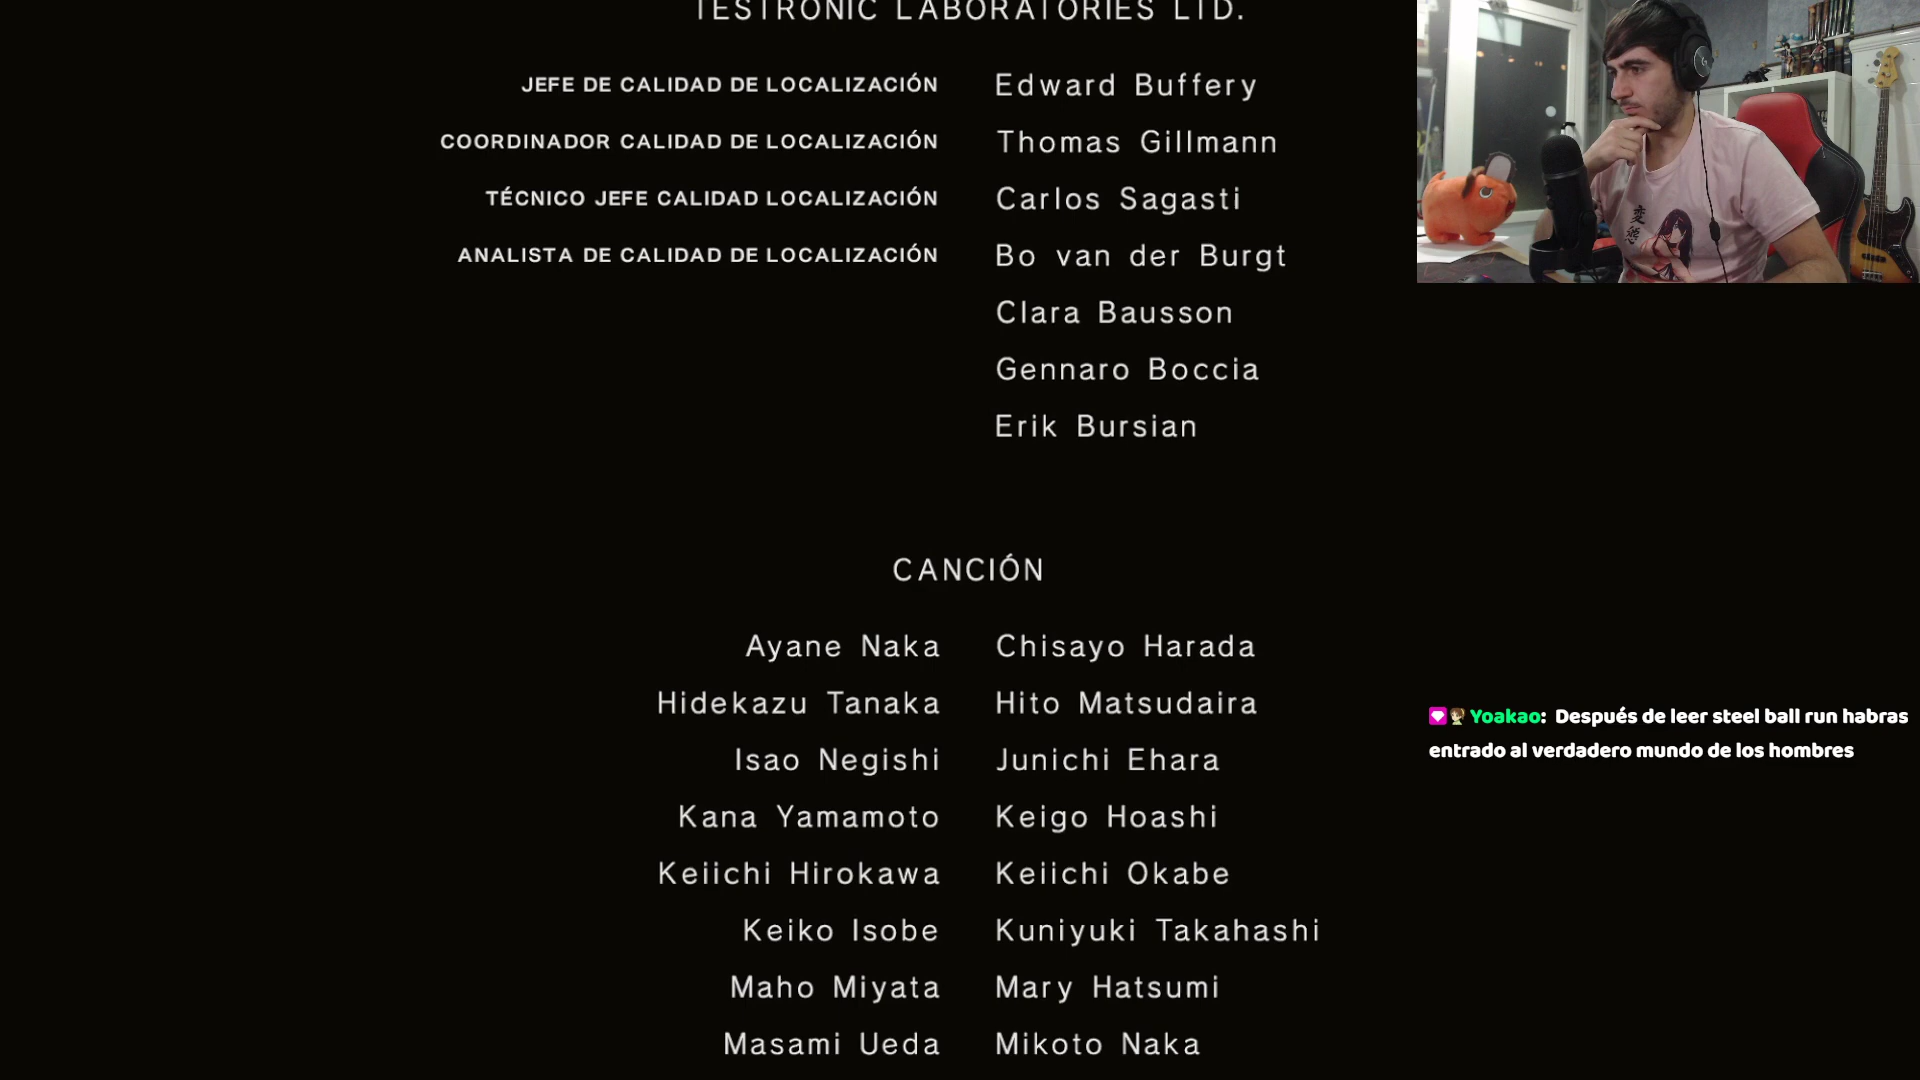 TESTRONIC LABORATORIES LTD.
JEFE DE CALIDAD DE LOCALIZACIÓN Edward Buffery
COORDINADOR CALIDAD DE LOCALIZACIÓN Thomas Gillmann
TÉCNICO JEFE CALIDAD LOCALIZACIÓN Carlos Sagasti
ANALISTA DE CALIDAD DE LOCALIZACIÓN Bo van der Burgt
Clara Bausson
Gennaro Boccia
Erik Bursian
CANCIÓN
Ayane Naka Chisayo Harada
Hidekazu Tanaka Hito Matsudaira
Isao Negishi Junichi Ehara
Kana Yamamoto Keigo Hoashi
Keiichi Hirokawa Keiichi Okabe
Keiko Isobe Kuniyuki Takahashi
Maho Miyata Mary Hatsumi
Masami Ueda Mikoto Naka
変態
Yoakao: Después de leer steel ball run habras
entrado al verdadero mundo de los hombres